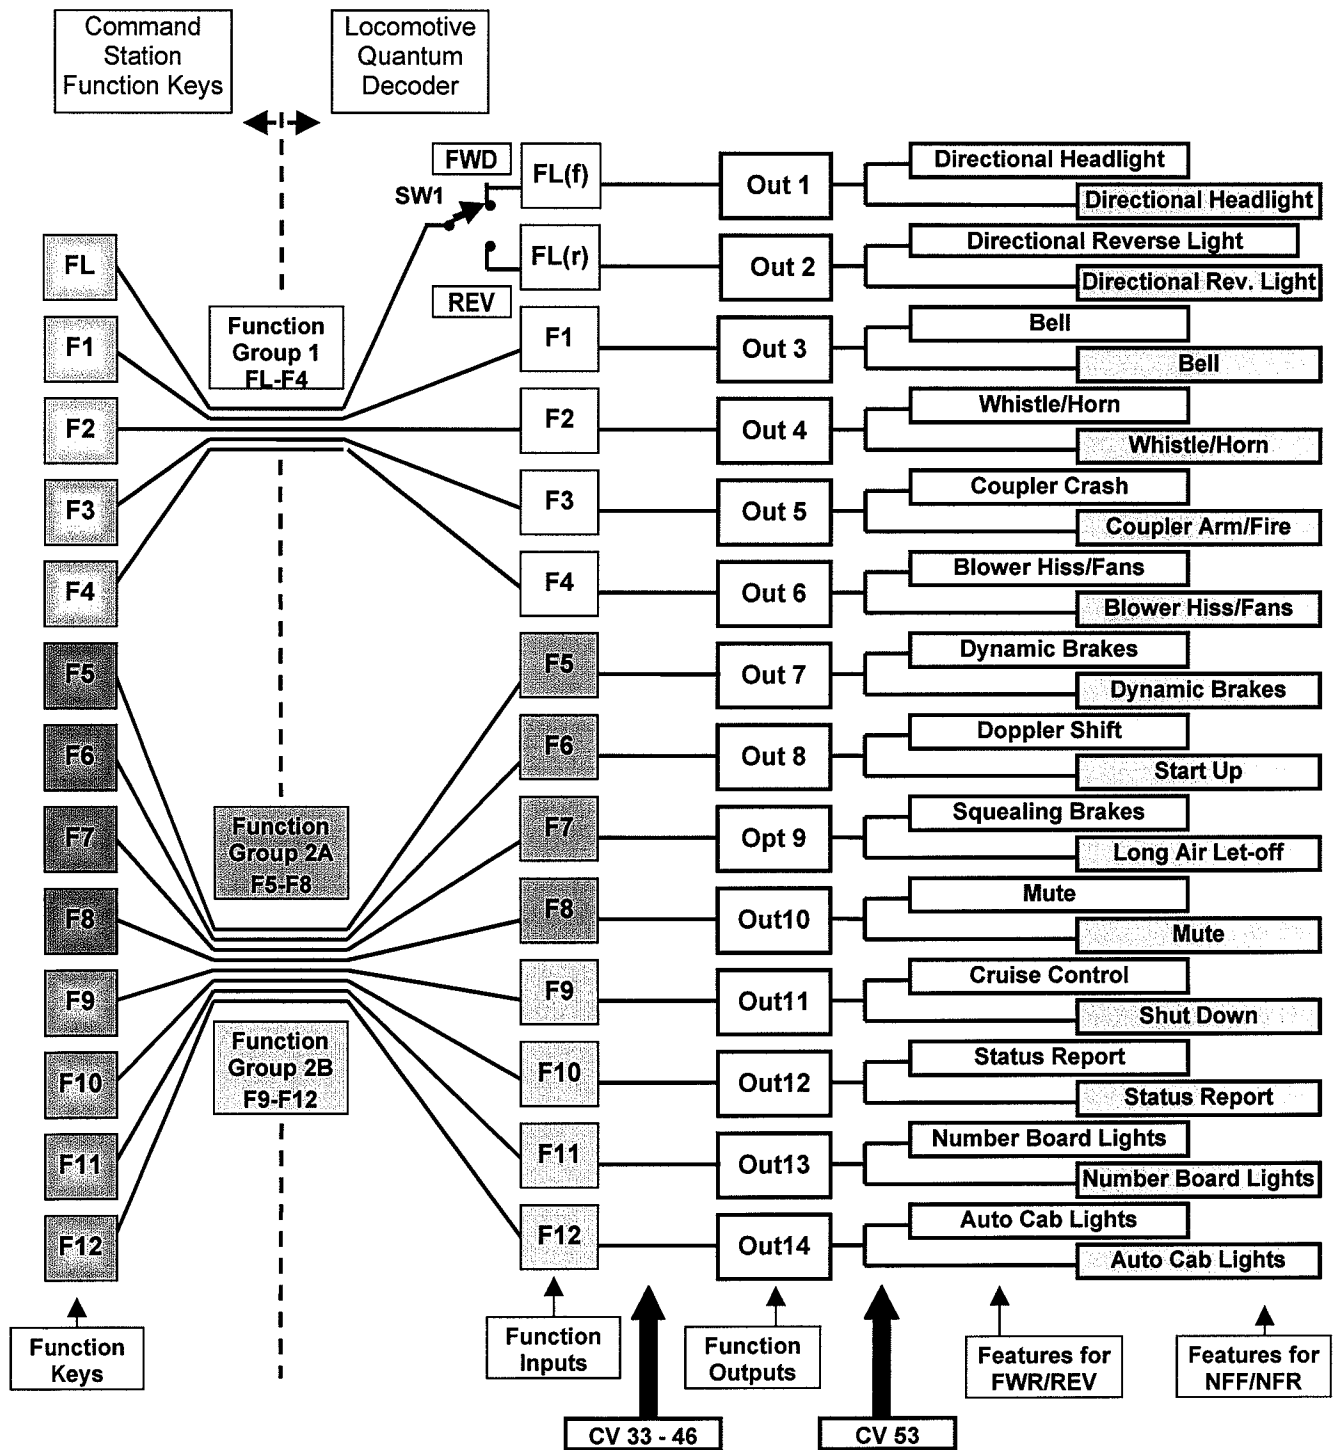 Command
Station
Function Keys
Locomotive
Quantum
Decoder
FWD
SW1
REV
FL
F1
F2
F3
F4
F5
F6
F7
F8
F9
F10
F11
F12
Function
Group 1
FL-F4
Function
Group 2A
F5-F8
Function
Group 2B
F9-F12
FL(f)
FL(r)
F1
F2
F3
F4
F5
F6
F7
F8
F9
F10
F11
F12
Out 1
Out 2
Out 3
Out 4
Out 5
Out 6
Out 7
Out 8
Opt 9
Out10
Out11
Out12
Out13
Out14
Directional Headlight
Directional Headlight
Directional Reverse Light
Directional Rev. Light
Bell
Bell
Whistle/Horn
Whistle/Horn
Coupler Crash
Coupler Arm/Fire
Blower Hiss/Fans
Blower Hiss/Fans
Dynamic Brakes
Dynamic Brakes
Doppler Shift
Start Up
Squealing Brakes
Long Air Let-off
Mute
Mute
Cruise Control
Shut Down
Status Report
Status Report
Number Board Lights
Number Board Lights
Auto Cab Lights
Auto Cab Lights
Function
Keys
Function
Inputs
Function
Outputs
Features for
FWR/REV
Features for
NFF/NFR
CV 33 - 46
CV 53